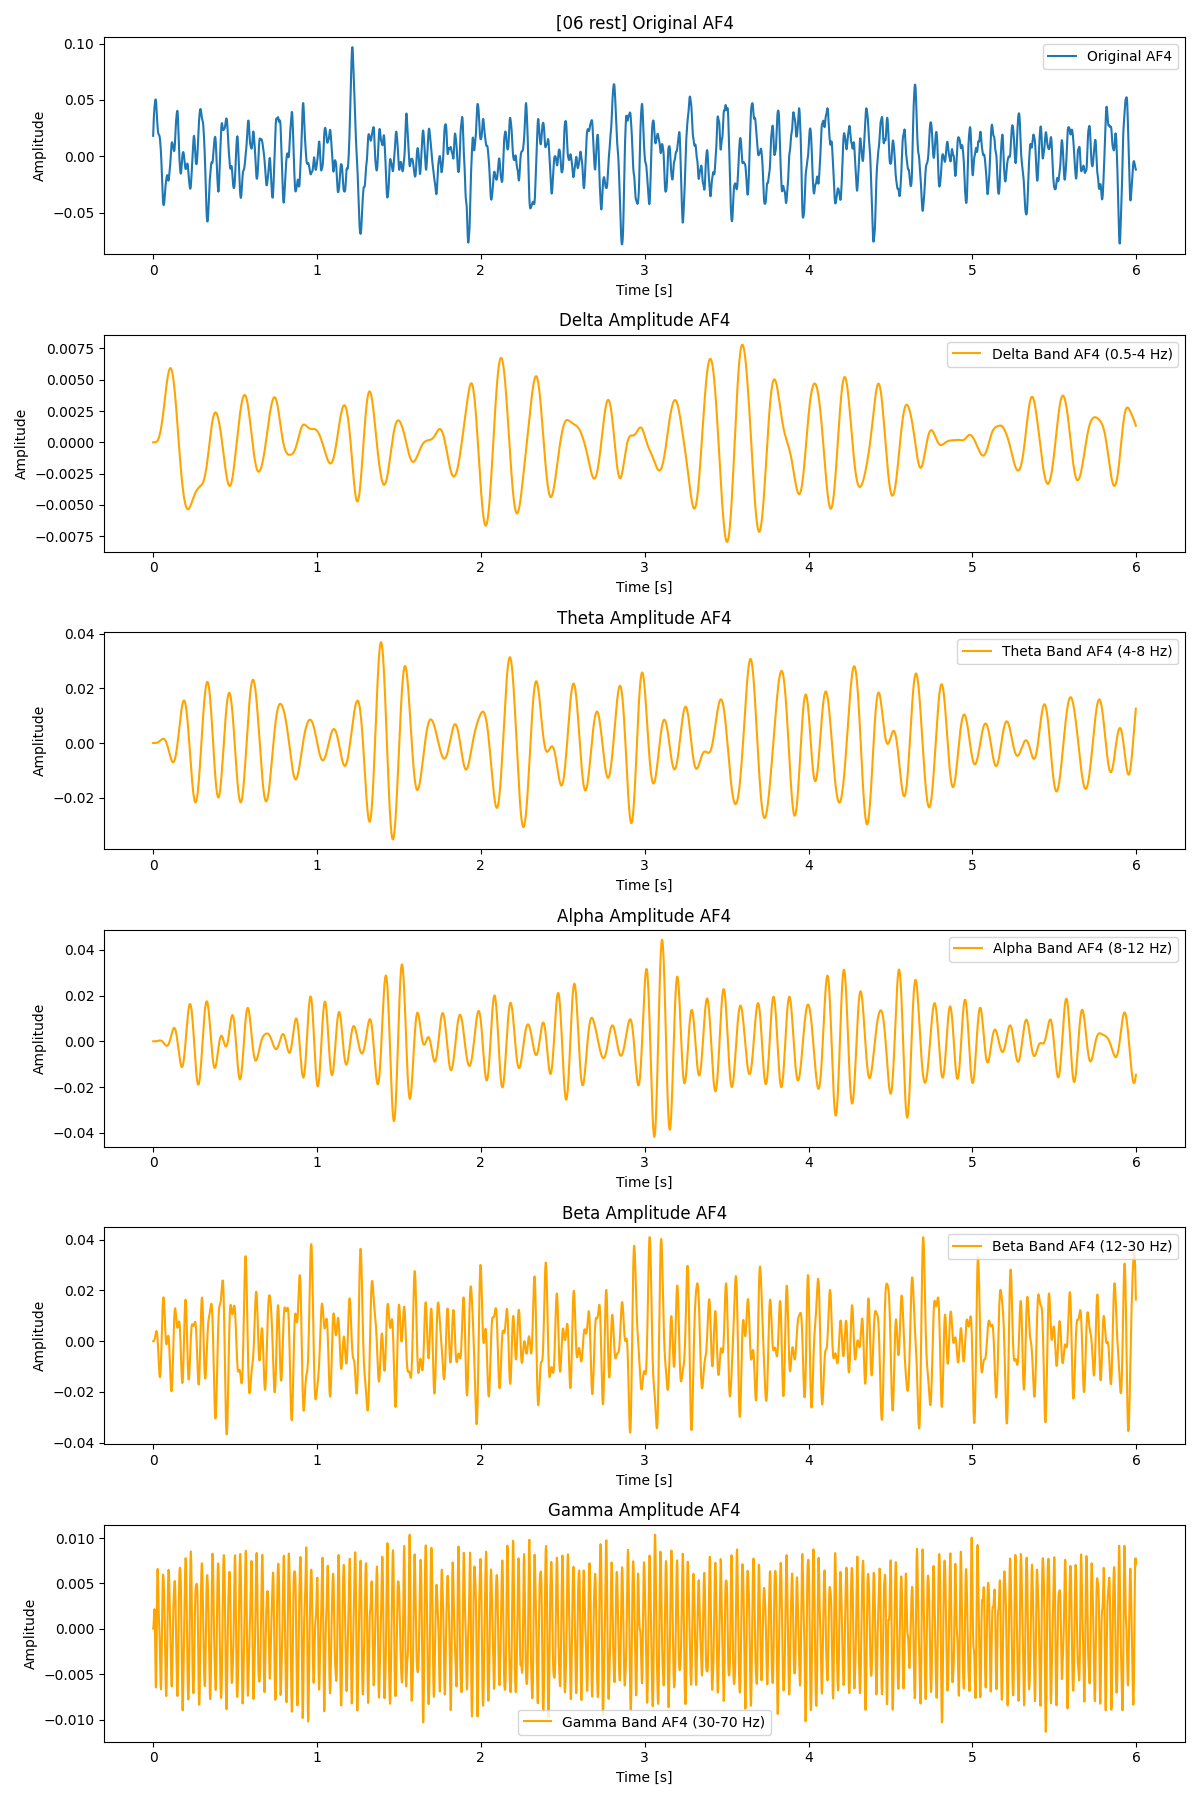 [06 rest] Original AF4
0.10
0.05
0.00
−0.05
Amplitude
Original AF4
0 1 2 3 4 5 6
Time [s]
Delta Amplitude AF4
0.0075
0.0050
0.0025
0.0000
−0.0025
−0.0050
−0.0075
Amplitude
Delta Band AF4 (0.5-4 Hz)
0 1 2 3 4 5 6
Time [s]
Theta Amplitude AF4
0.04
0.02
0.00
−0.02
Amplitude
Theta Band AF4 (4-8 Hz)
0 1 2 3 4 5 6
Time [s]
Alpha Amplitude AF4
0.04
0.02
0.00
−0.02
−0.04
Amplitude
Alpha Band AF4 (8-12 Hz)
0 1 2 3 4 5 6
Time [s]
Beta Amplitude AF4
0.04
0.02
0.00
−0.02
−0.04
Amplitude
Beta Band AF4 (12-30 Hz)
0 1 2 3 4 5 6
Time [s]
Gamma Amplitude AF4
0.010
0.005
0.000
−0.005
−0.010
Amplitude
Gamma Band AF4 (30-70 Hz)
0 1 2 3 4 5 6
Time [s]